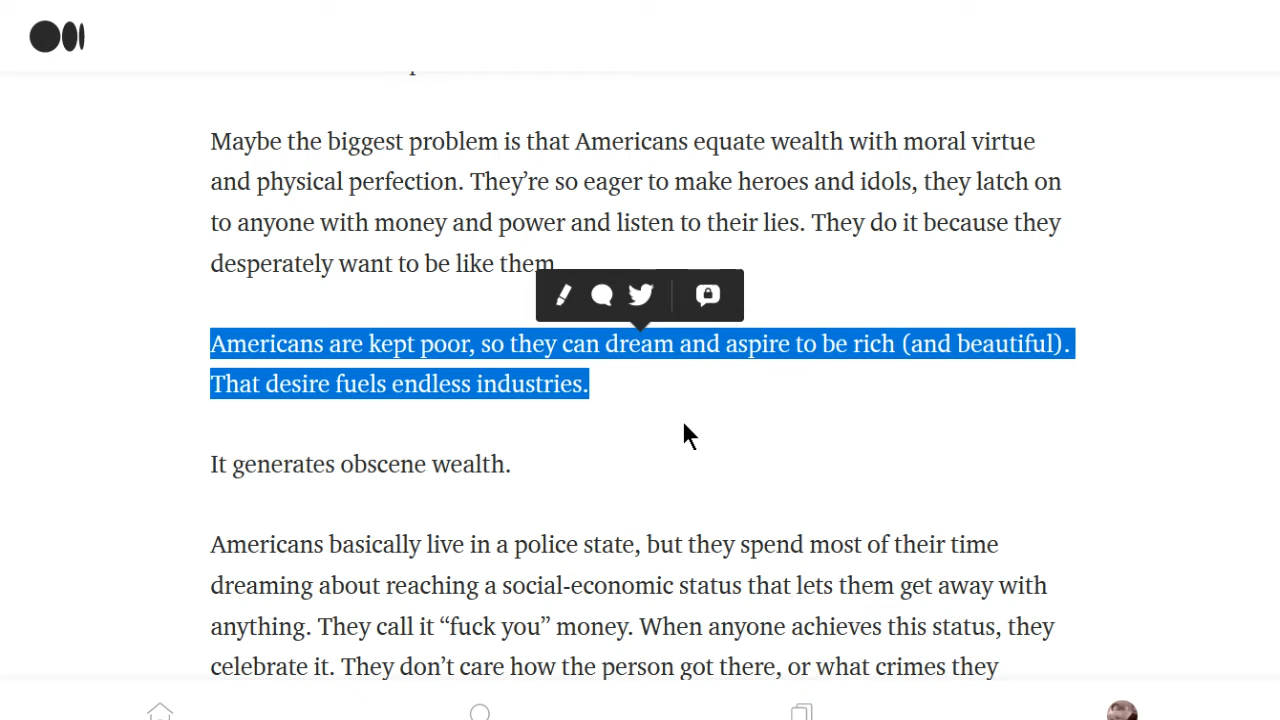 Maybe the biggest problem is that Americans equate wealth with moral virtue
and physical perfection. They’re so eager to make heroes and idols, they latch on
to anyone with money and power and listen to their lies. They do it because they
desperately want to be like them
Americans are kept poor, so they can dream and aspire to be rich (and beautiful).
That desire fuels endless industries.
It generates obscene wealth.
Americans basically live in a police state, but they spend most of their time
dreaming about reaching a social-economic status that lets them get away with
anything. They call it “fuck you” money. When anyone achieves this status, they
celebrate it. They don’t care how the person got there, or what crimes they